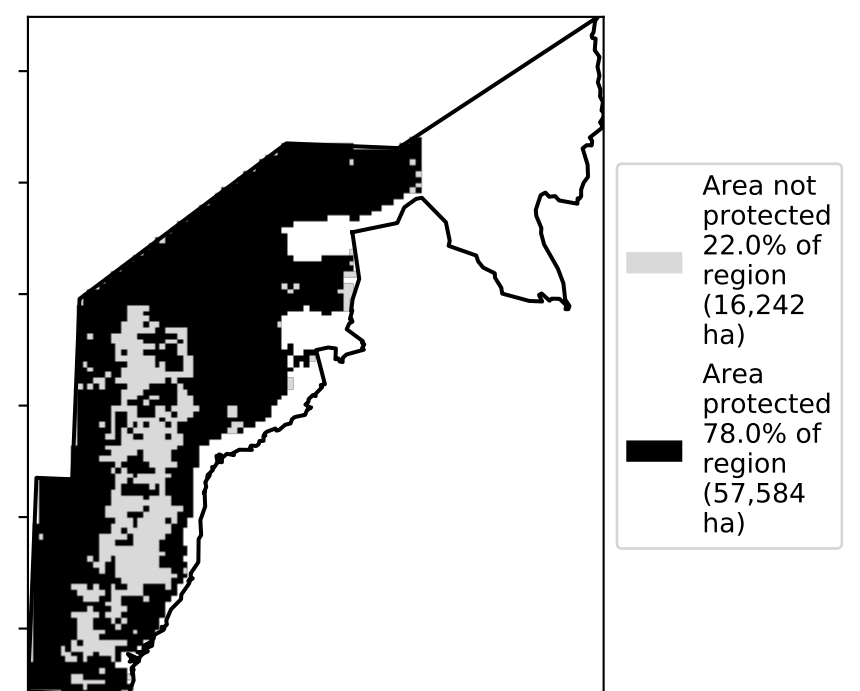 Area not
protected
22.0% of
region
(16,242
ha)
Area
protected
78.0% of
region
(57,584
ha)